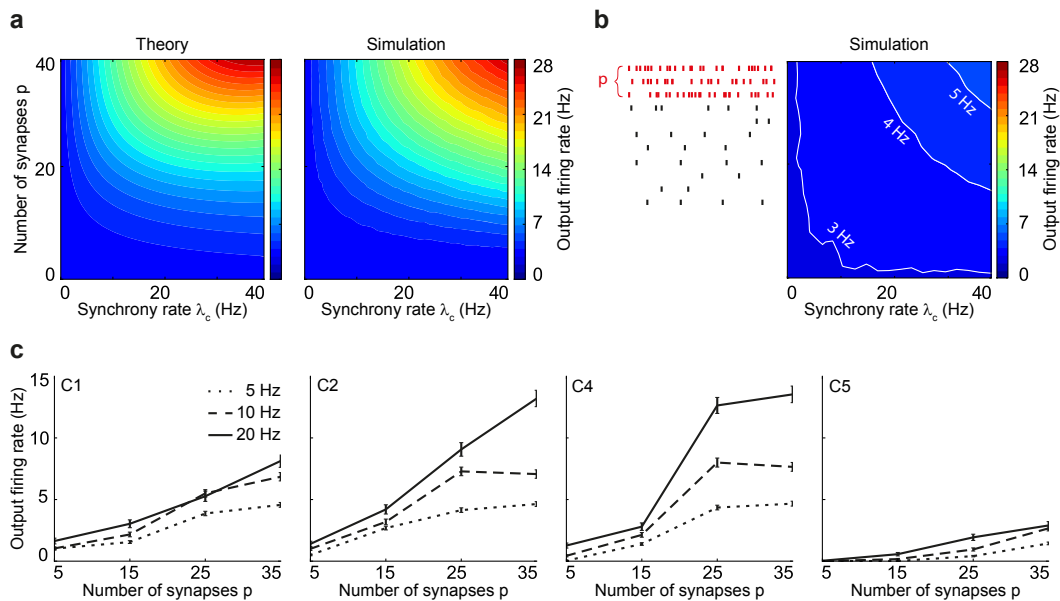 a
Theory
Simulation
Number of synapses p
40
20
0
0
20
40
Synchrony rate λc (Hz)
28
21
14
7
0
0
20
40
Synchrony rate λc (Hz)
28
21
14
7
0
Output firing rate (Hz)
b
p
Simulation
5 Hz
4 Hz
3 Hz
0
20
40
Synchrony rate λc (Hz)
28
21
14
7
0
Output firing rate (Hz)
c
Output firing rate (Hz)
15
10
5
0
C1
5 Hz
10 Hz
20 Hz
5
15
25
35
Number of synapses p
C2
5
15
25
35
Number of synapses p
C4
5
15
25
35
Number of synapses p
C5
5
15
25
35
Number of synapses p